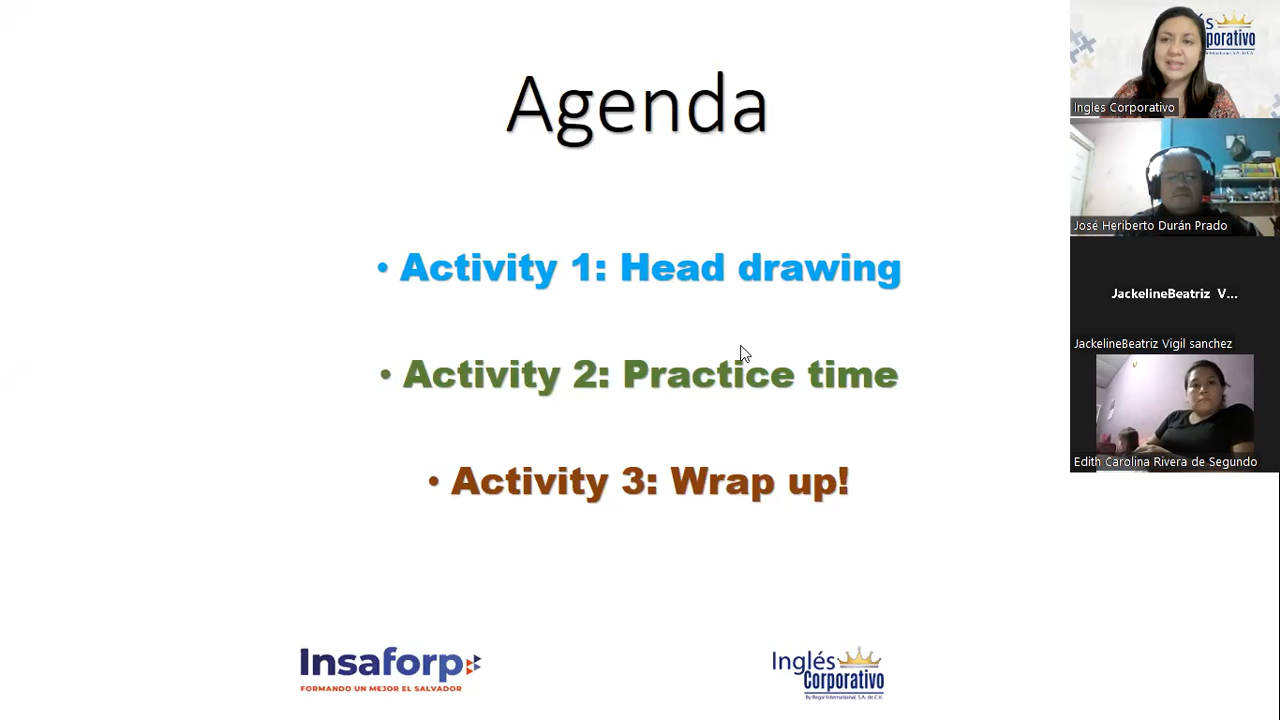 Agenda
• Activity 1: Head drawing
• Activity 2: Practice time
• Activity 3: Wrap up!
Insaforp
FORMANDO UN MEJOR EL SALVADOR
Inglés
Corporativo
By Regal International, S.A. de C.V.
Ingles Corporativo
José Heriberto Durán Prado
JackelineBeatriz V...
JackelineBeatriz Vigil sanchez
Edith Carolina Rivera de Segundo